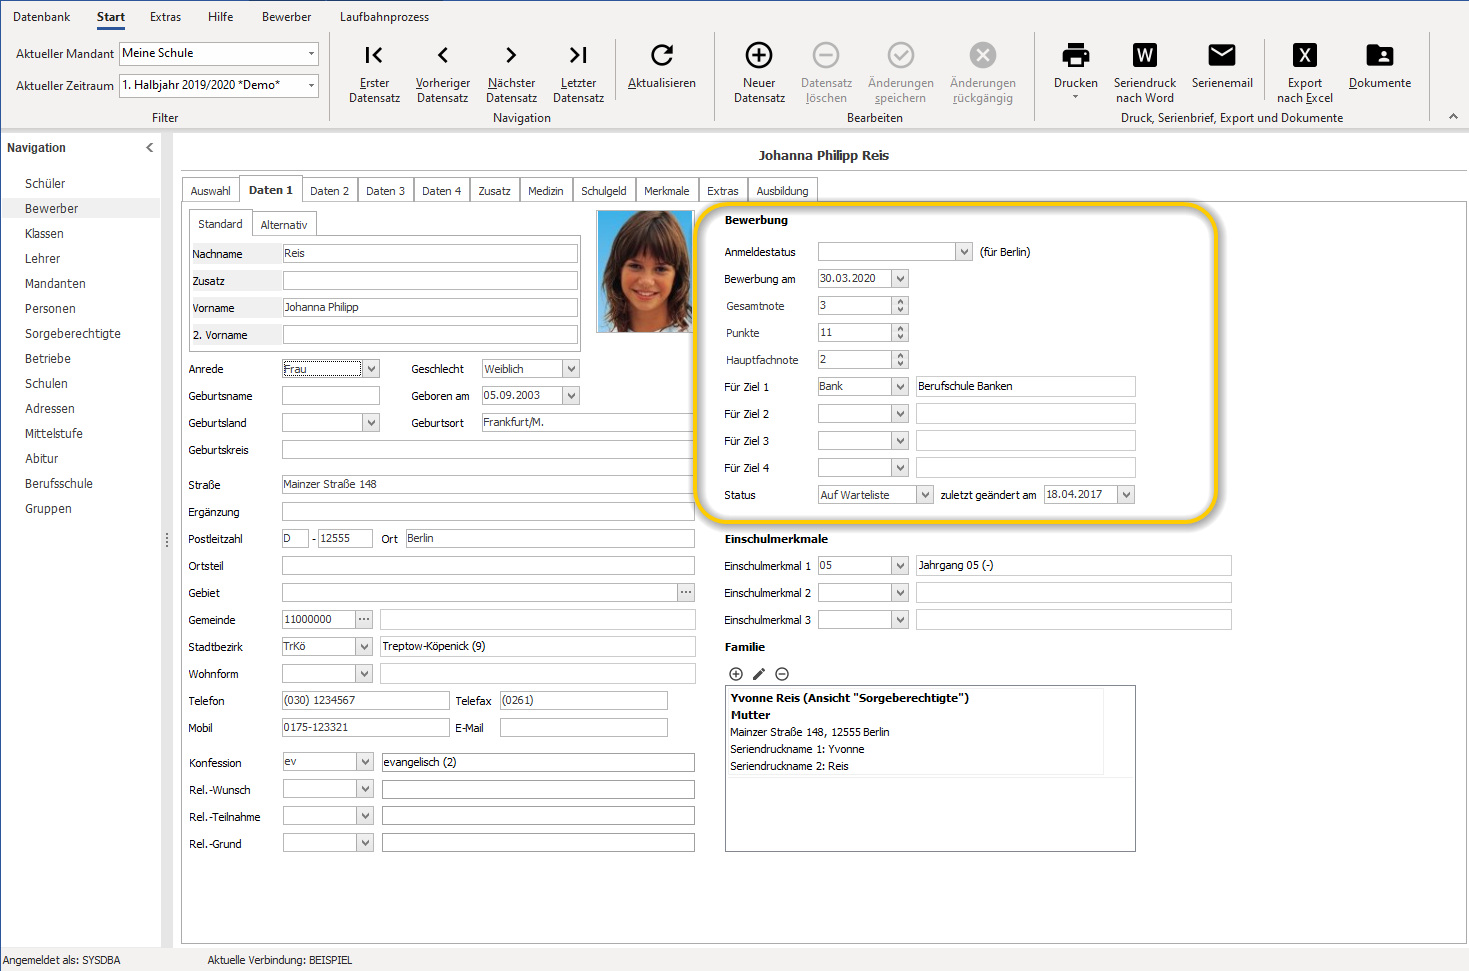 Datenbank Start Extras Hilfe Bewerber Laufbahnprozess
Aktueller Mandant Meine Schule
Aktueller Zeitraum 1. Halbjahr 2019/2020 *Demo*
Filter
Erster Datensatz
Vorheriger Datensatz
Nächster Datensatz
Letzter Datensatz
Aktualisieren
Navigation
Neuer Datensatz
Datensatz löschen
Änderungen speichern
Änderungen rückgängig
Bearbeiten
Drucken
W
Seriendruck nach Word
Serienemail
X
Export nach Excel
Dokumente
Druck, Serienbrief, Export und Dokumente
Navigation
Schüler
Bewerber
Klassen
Lehrer
Mandanten
Personen
Sorgeberechtigte
Betriebe
Schulen
Adressen
Mittelstufe
Abitur
Berufsschule
Gruppen
Johanna Philipp Reis
Auswahl Daten 1 Daten 2 Daten 3 Daten 4 Zusatz Medizin Schulgeld Merkmale Extras Ausbildung
Standard Alternativ
Nachname Reis
Zusatz
Vorname Johanna Philipp
2. Vorname
Anrede Frau Geschlecht Weiblich
Geburtsname Geboren am 05.09.2003
Geburtsland Geburtsort Frankfurt/M.
Geburtskreis
Straße Mainzer Straße 148
Ergänzung
Postleitzahl D - 12555 Ort Berlin
Ortsteil
Gebiet ...
Gemeinde 11000000 ...
Stadtbezirk TrKö Treptow-Köpenick (9)
Wohnform
Telefon (030) 1234567 Telefax (0261)
Mobil 0175-123321 E-Mail
Konfession ev evangelisch (2)
Rel.-Wunsch
Rel.-Teilnahme
Rel.-Grund
Bewerbung
Anmeldestatus (für Berlin)
Bewerbung am 30.03.2020
Gesamtnote 3
Punkte 11
Hauptfachnote 2
Für Ziel 1 Bank Berufschule Banken
Für Ziel 2
Für Ziel 3
Für Ziel 4
Status Auf Warteliste zuletzt geändert am 18.04.2017
Einschulmerkmale
Einschulmerkmal 1 05 Jahrgang 05 (-)
Einschulmerkmal 2
Einschulmerkmal 3
Familie
Yvonne Reis (Ansicht "Sorgeberechtigte")
Mutter
Mainzer Straße 148, 12555 Berlin
Seriendruckname 1: Yvonne
Seriendruckname 2: Reis
Angemeldet als: SYSDBA Aktuelle Verbindung: BEISPIEL